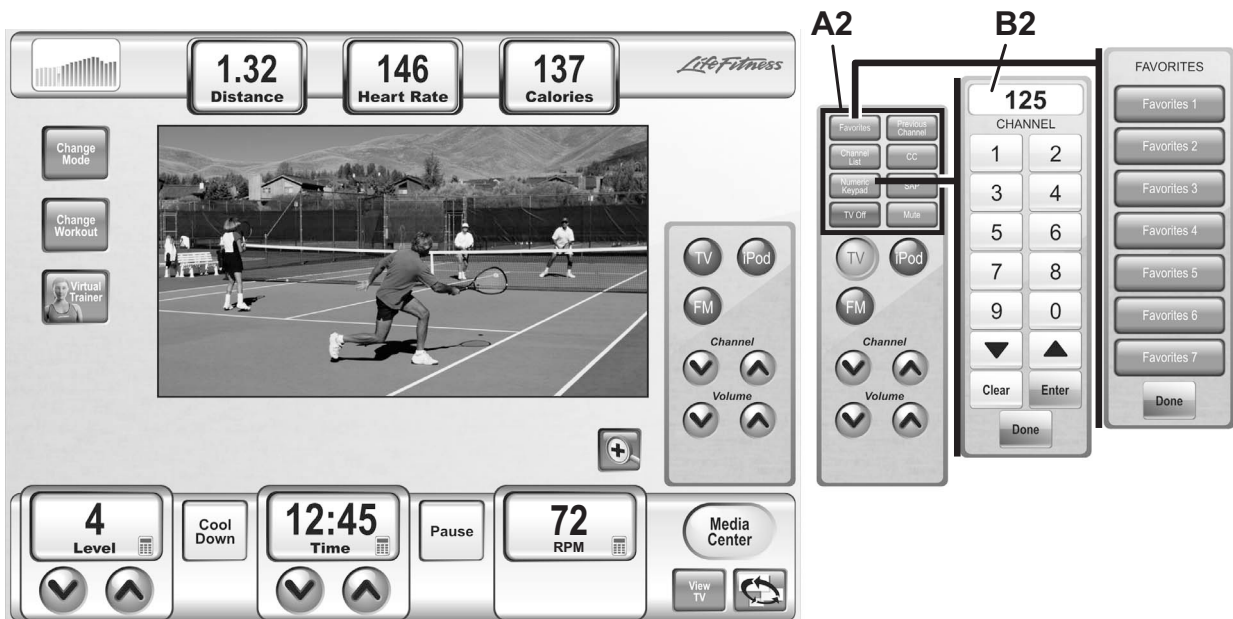 A2
B2
1.32
Distance
146
Heart Rate
137
Calories
Life Fitness
Change
Mode
Change
Workout
Virtual
Trainer
TV
iPod
FM
Channel
Volume
4
Level
Cool
Down
12:45
Time
Pause
72
RPM
Media
Center
View
TV
Favorites
Previous
Channel
Channel
List
CC
Numeric
Keypad
SAP
TV Off
Mute
TV
iPod
FM
Channel
Volume
125
CHANNEL
1 2
3 4
5 6
7 8
9 0
Clear
Enter
Done
FAVORITES
Favorites 1
Favorites 2
Favorites 3
Favorites 4
Favorites 5
Favorites 6
Favorites 7
Done